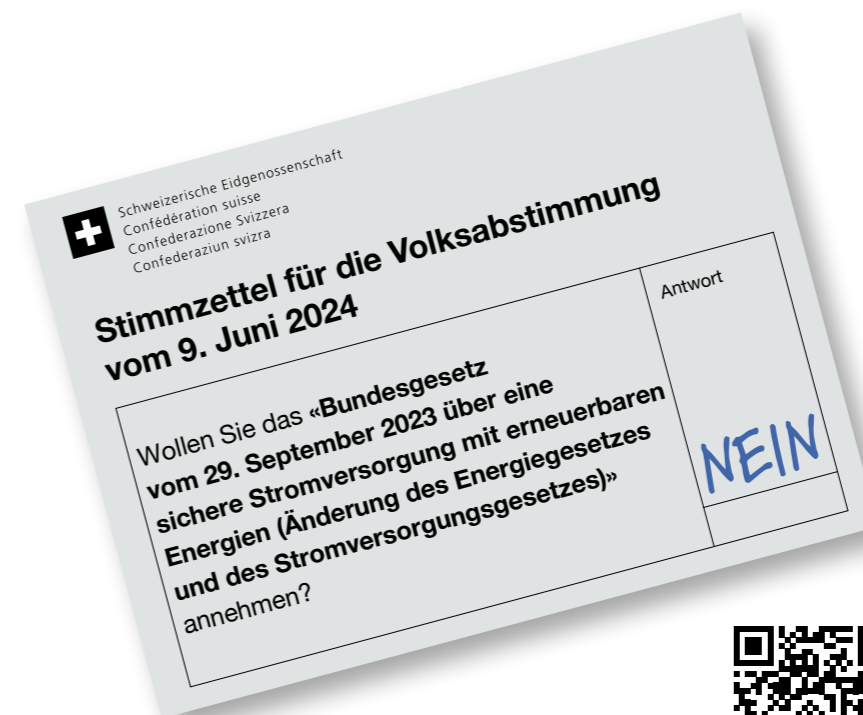 Schweizerische Eidgenossenschaft
Confédération suisse
Confederazione Svizzera
Confederaziun svizra
Stimmzettel für die Volksabstimmung
vom 9. Juni 2024
Wollen Sie das «Bundesgesetz
vom 29. September 2023 über eine
sichere Stromversorgung mit erneuerbaren
Energien (Änderung des Energiegesetzes
und des Stromversorgungsgesetzes)»
annehmen?
Antwort
NEIN